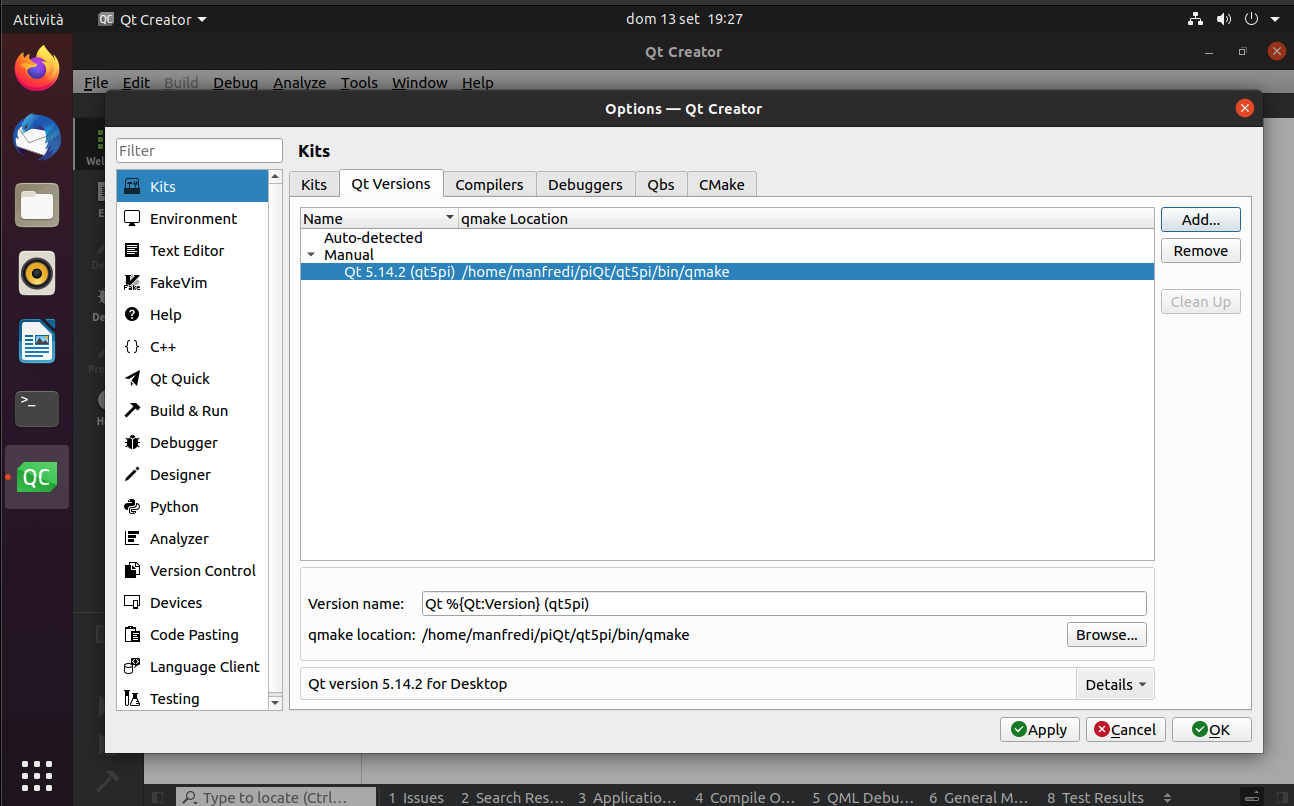 Attività
QC Qt Creator
dom 13 set 19:27
Qt Creator
File Edit Build Debug Analyze Tools Window Help
Options — Qt Creator
Filter
Kits
Environment
Text Editor
FakeVim
Help
C++
Qt Quick
Build & Run
Debugger
Designer
Python
Analyzer
Version Control
Devices
Code Pasting
Language Client
Testing
Kits
Kits Qt Versions Compilers Debuggers Qbs CMake
Name qmake Location
Auto-detected
Manual
Qt 5.14.2 (qt5pi) /home/manfredi/piQt/qt5pi/bin/qmake
Add...
Remove
Clean Up
Version name: Qt %{Qt:Version} (qt5pi)
qmake location: /home/manfredi/piQt/qt5pi/bin/qmake
Browse...
Qt version 5.14.2 for Desktop
Details
Apply Cancel OK
QC
Type to locate (Ctrl... 1 Issues 2 Search Res... 3 Applicatio... 4 Compile O... 5 QML Debu... 6 General M... 8 Test Results